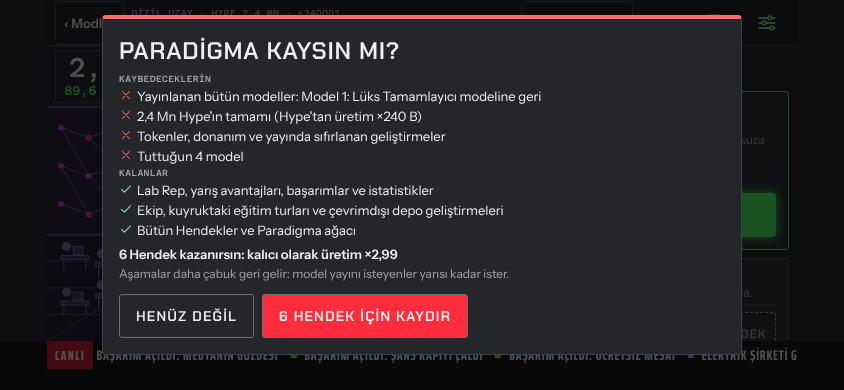 ‹ Modl
GİZİL UZAY · HYPE 2,4 MN · ×240001
2,
89,6
PARADİGMA KAYSIN MI?
KAYBEDECEKLERİN
Yayınlanan bütün modeller: Model 1: Lüks Tamamlayıcı modeline geri
2,4 Mn Hype'ın tamamı (Hype'tan üretim ×240 B)
Tokenler, donanım ve yayında sıfırlanan geliştirmeler
Tuttuğun 4 model
KALANLAR
Lab Rep, yarış avantajları, başarımlar ve istatistikler
Ekip, kuyruktaki eğitim turları ve çevrimdışı depo geliştirmeleri
Bütün Hendekler ve Paradigma ağacı
6 Hendek kazanırsın: kalıcı olarak üretim ×2,99
Aşamalar daha çabuk geri gelir: model yayını isteyenler yarısı kadar ister.
HENÜZ DEĞİL
6 HENDEK İÇİN KAYDIR
suza
a.
DEK
CANLI
BAŞARIM AÇILDI: MEDYANIN GÖZDESİ
BAŞARIM AÇILDI: ŞANS KAPIYI ÇALDI
BAŞARIM AÇILDI: ÜCRETSİZ MESAİ
ELEKTRİK ŞİRKETİ G